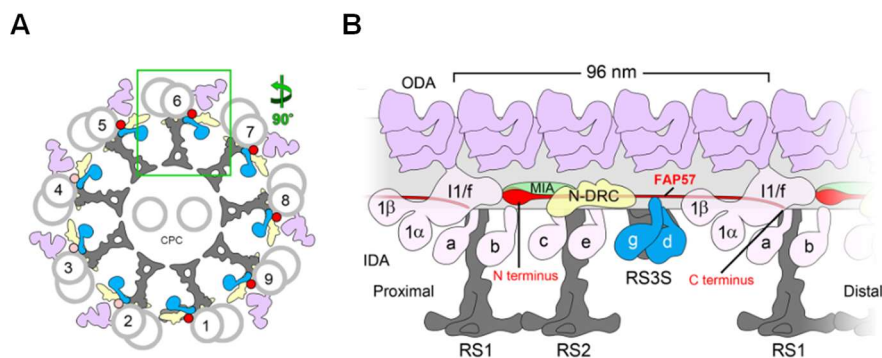 A
B
6
5
7
90°
4
8
CPC
3
9
2
1
96 nm
ODA
FAP57
I1/f
MIA
N-DRC
I1/f
1β
1β
1α
a
b
c
e
g
d
1α
a
b
IDA
N terminus
RS3S
C terminus
Proximal
Distal
RS1
RS2
RS1